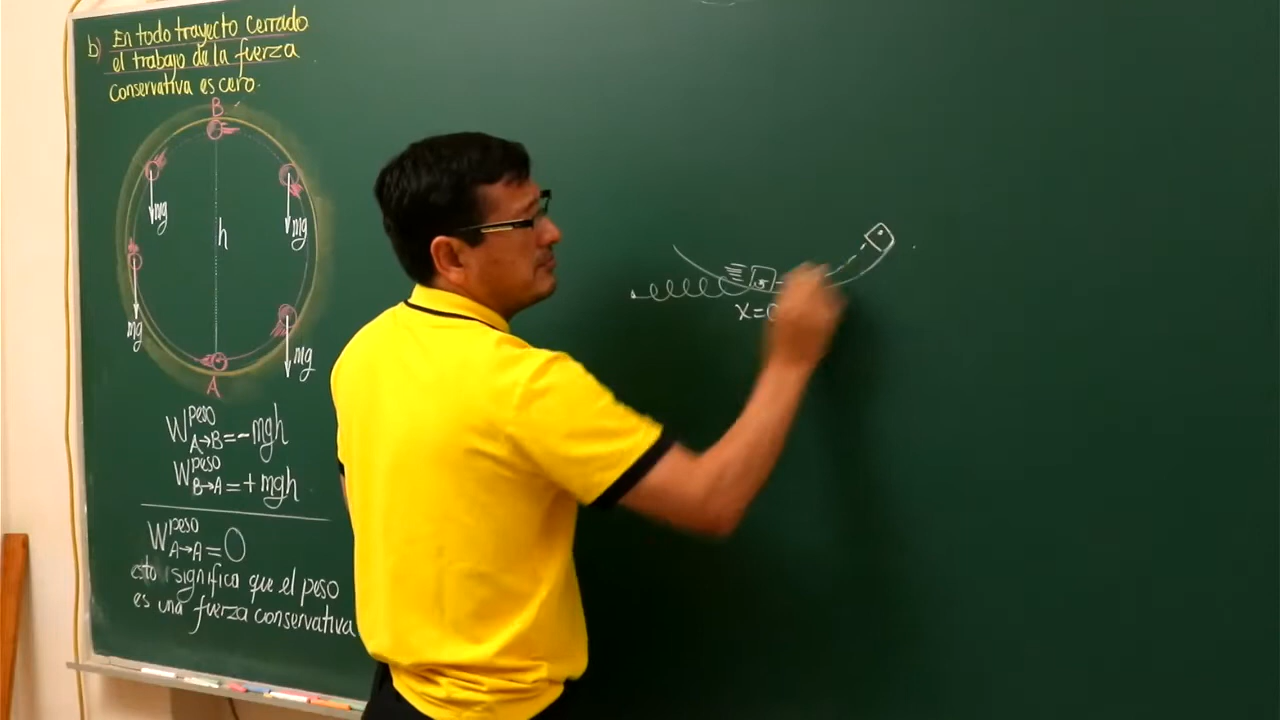 b) En todo trayecto cerrado
el trabajo de la fuerza
conservativa es cero.
B
mg
mg
h
mg
mg
A
W peso A→B = -mgh
W peso B→A = + mgh
W peso A→A = 0
esto significa que el peso
es una fuerza conservativa
x=0